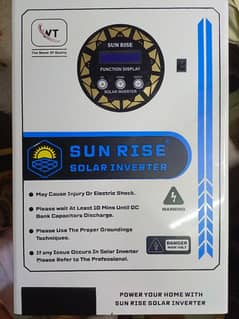 WT
The Name Of Quality
SUN RISE
FUNCTION DISPLAY
SOLAR INVERTER
SUN RISE
SOLAR INVERTER
May Cause Injury Or Electric Shock.
Please wait At Least 10 Mins Until DC
Bank Capacitors Discharge.
Please Use The Proper Groundings
Techniques.
If any Issue Occurs In Solar Inverter
Please Refer To The Professional.
WARNING
DANGER
HIGH VOLT
POWER YOUR HOME WITH
SUN RISE SOLAR INVERTER